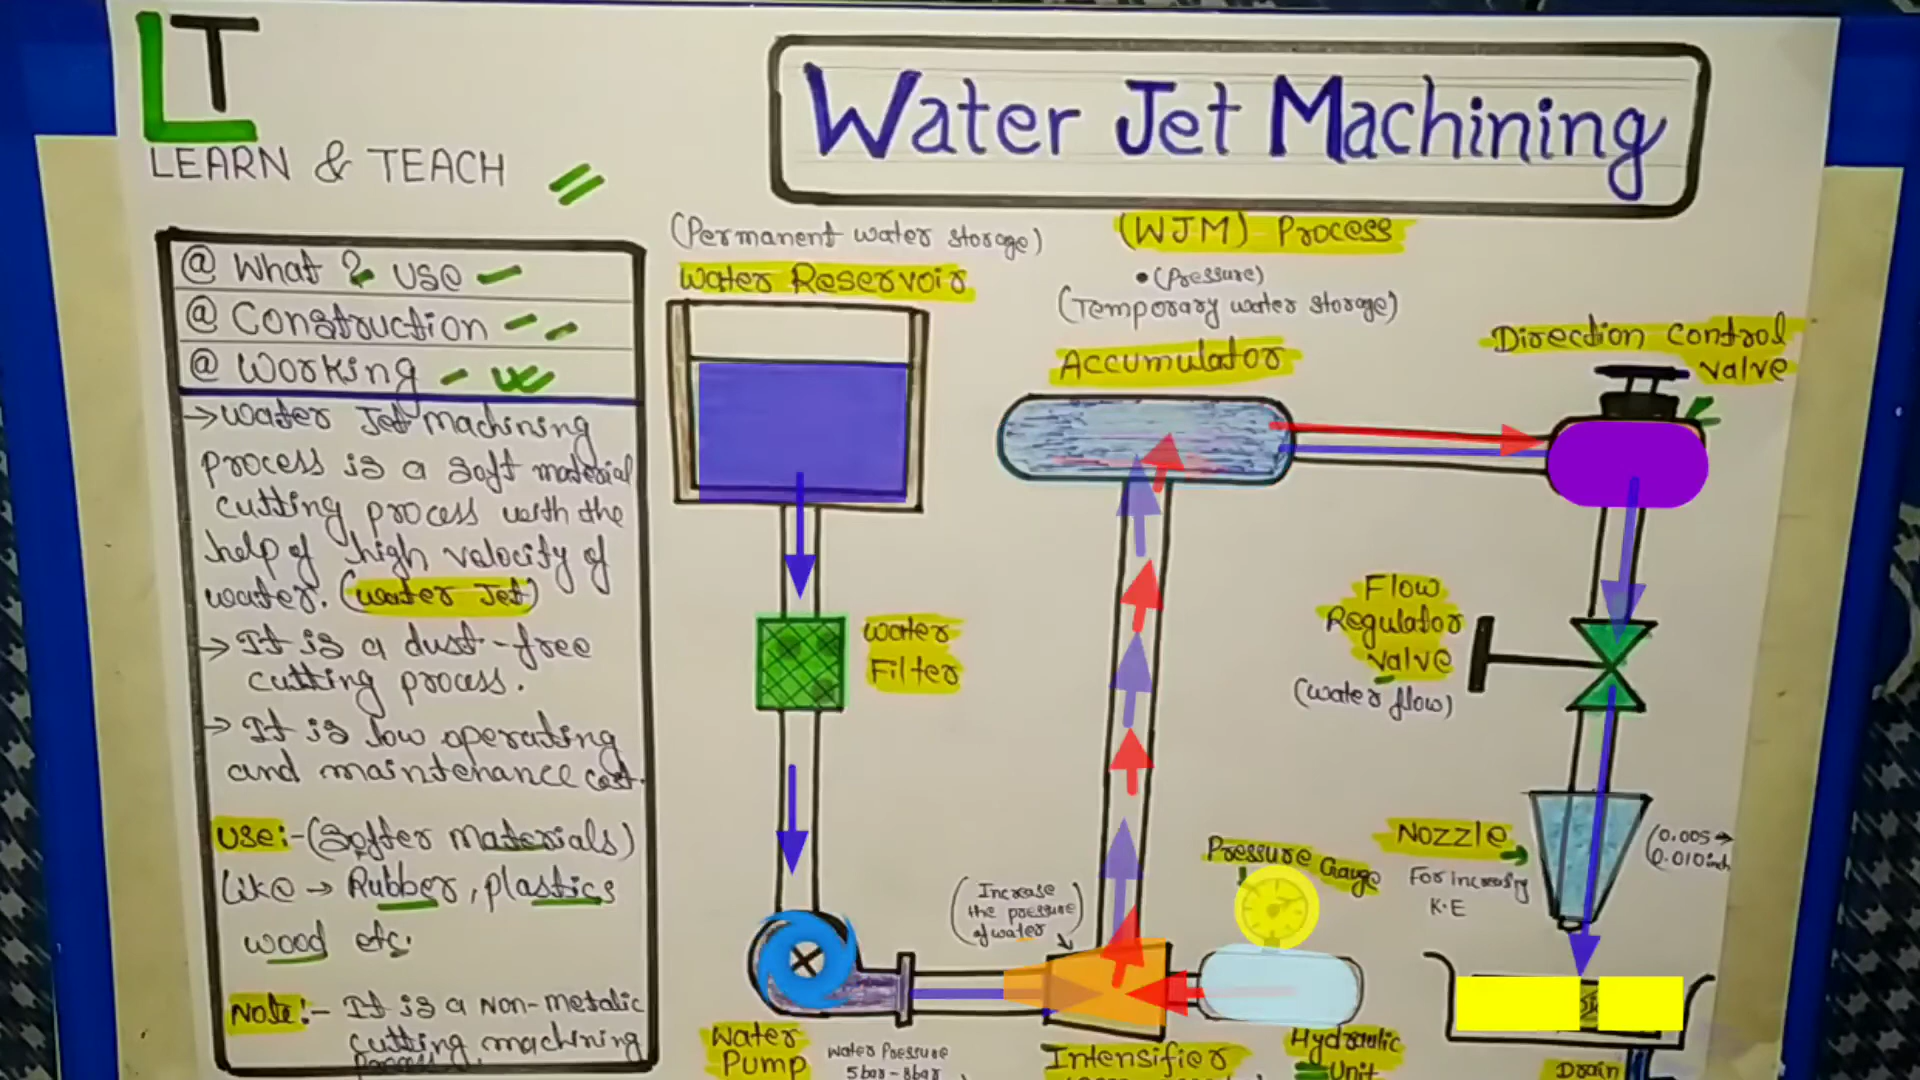 LT
LEARN & TEACH
Water Jet Machining
@ What ? Use
@ Construction
@ Working
→ Water Jet machining
process is a soft material
cutting process with the
help of high velocity of
water. (Water Jet)
→ It is a dust-free
cutting process.
→ It is low operating
and maintenance cost.
Use:- (Softer Materials)
Like → Rubber, plastics
wood etc.
Note:- It is a Non-metalic
cutting machining
Process.
(Permanent water storage)
Water Reservoir
(WJM) Process
• (Pressure)
(Temporary water storage)
Accumulator
Direction Control
Valve
Water
Filter
Flow
Regulator
Valve
(water flow)
Nozzle
For increasing
K.E
(0.005 →
0.010 inch
Pressure Gauge
(Increase
the pressure
of water)
Water
Pump
Water Pressure
5bar-8bar
Intensifier
Hydraulic
Unit
Drain